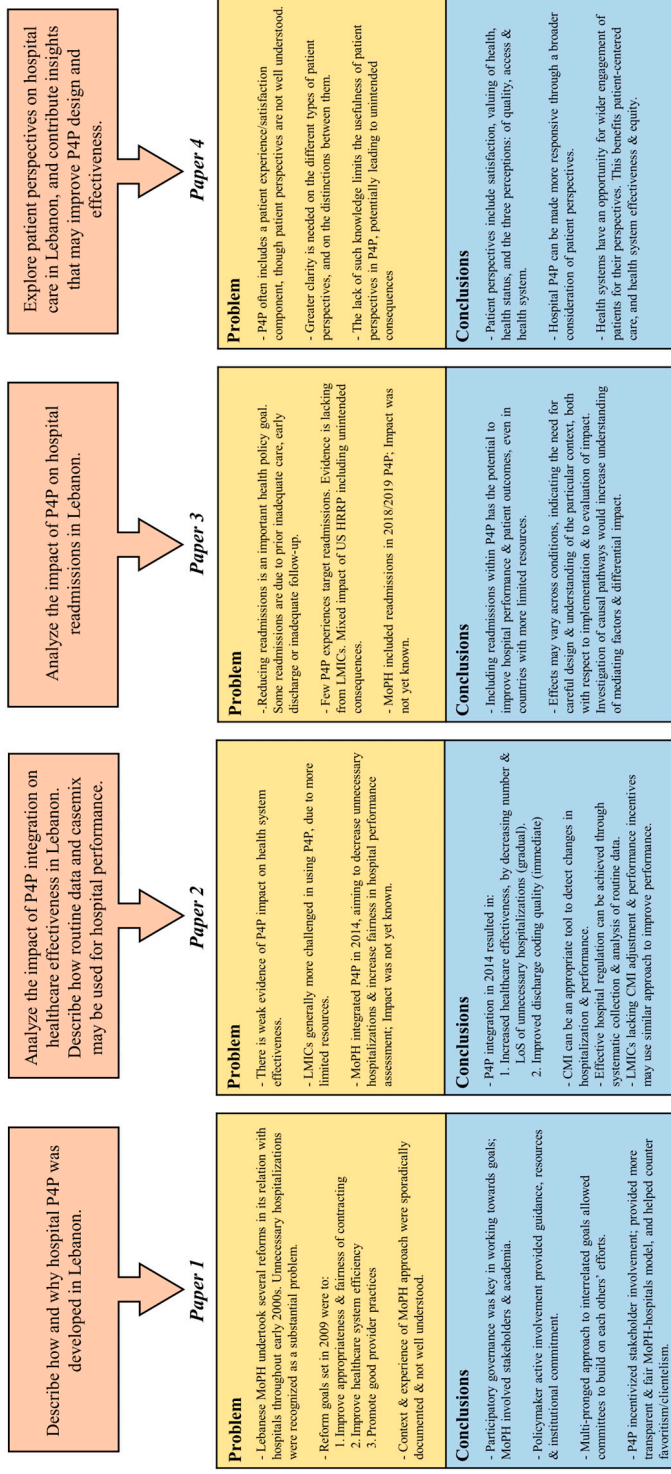 Describe how and why hospital P4P was
developed in Lebanon.
Paper 1
Problem
- Lebanese MoPH undertook several reforms in its relation with
hospitals throughout early 2000s. Unnecessary hospitalizations
were recognized as a substantial problem.
- Reform goals set in 2009 were to:
1. Improve appropriateness & fairness of contracting
2. Improve healthcare system efficiency
3. Promote good provider practices
- Context & experience of MoPH approach were sporadically
documented & not well understood.
Conclusions
- Participatory governance was key in working towards goals;
MoPH involved stakeholders & academia.
- Policymaker active involvement provided guidance, resources
& institutional commitment.
- Multi-pronged approach to interrelated goals allowed
committees to build on each others' efforts.
- P4P incentivized stakeholder involvement; provided more
transparent & fair MoPH-hospitals model, and helped counter
favoritism/clientelism.
Analyze the impact of P4P integration on
healthcare effectiveness in Lebanon.
Describe how routine data and casemix
may be used for hospital performance.
Paper 2
Problem
- There is weak evidence of P4P impact on health system
effectiveness.
- LMICs generally more challenged in using P4P, due to more
limited resources.
- MoPH integrated P4P in 2014, aiming to decrease unnecessary
hospitalizations & increase fairness in hospital performance
assessment; Impact was not yet known.
Conclusions
- P4P integration in 2014 resulted in:
1. Increased healthcare effectiveness, by decreasing number &
LoS of unnecessary hospitalizations (gradual).
2. Improved discharge coding quality (immediate)
- CMI can be an appropriate tool to detect changes in
hospitalization & performance.
- Effective hospital regulation can be achieved through
systematic collection & analysis of routine data.
- LMICs lacking CMI adjustment & performance incentives
may use similar approach to improve performance.
Analyze the impact of P4P on hospital
readmissions in Lebanon.
Paper 3
Problem
-.Reducing readmissions is an important health policy goal.
Some readmissions are due to prior inadequate care, early
discharge or inadequate follow-up.
- Few P4P experiences target readmissions. Evidence is lacking
from LMICs. Mixed impact of US HRRP including unintended
consequences.
- MoPH included readmissions in 2018/2019 P4P; Impact was
not yet known.
Conclusions
- Including readmissions within P4P has the potential to
improve hospital performance & patient outcomes, even in
countries with more limited resources.
- Effects may vary across conditions, indicating the need for
careful design & understanding of the particular context, both
with respect to implementation & to evaluation of impact.
Investigation of causal pathways would increase understanding
of mediating factors & differential impact.
Explore patient perspectives on hospital
care in Lebanon, and contribute insights
that may improve P4P design and
effectiveness.
Paper 4
Problem
- P4P often includes a patient experience/satisfaction
component, though patient perspectives are not well understood.
- Greater clarity is needed on the different types of patient
perspectives, and on the distinctions between them.
- The lack of such knowledge limits the usefulness of patient
perspectives in P4P, potentially leading to unintended
consequences
Conclusions
- Patient perspectives include satisfaction, valuing of health,
health status, and the three perceptions: of quality, access &
health system.
- Hospital P4P can be made more responsive through a broader
consideration of patient perspectives.
- Health systems have an opportunity for wider engagement of
patients for their perspectives. This benefits patient-centered
care, and health system effectiveness & equity.